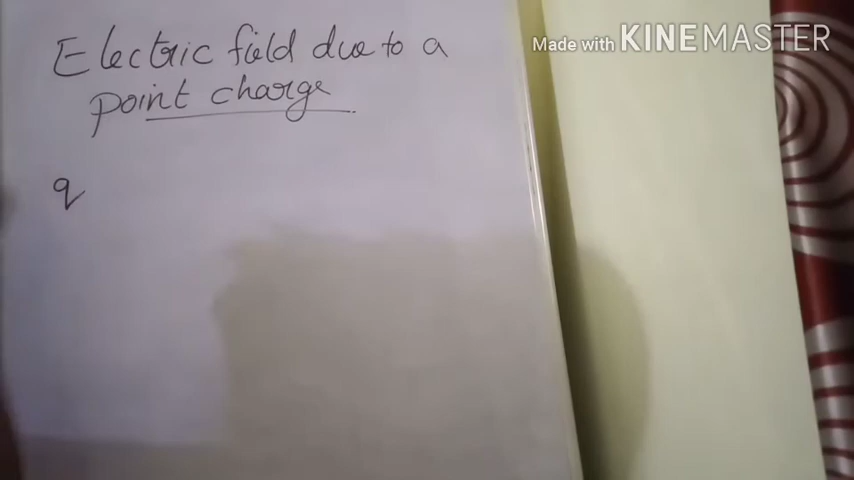 Electric field due to a
point charge
q
Made with KINEMASTER